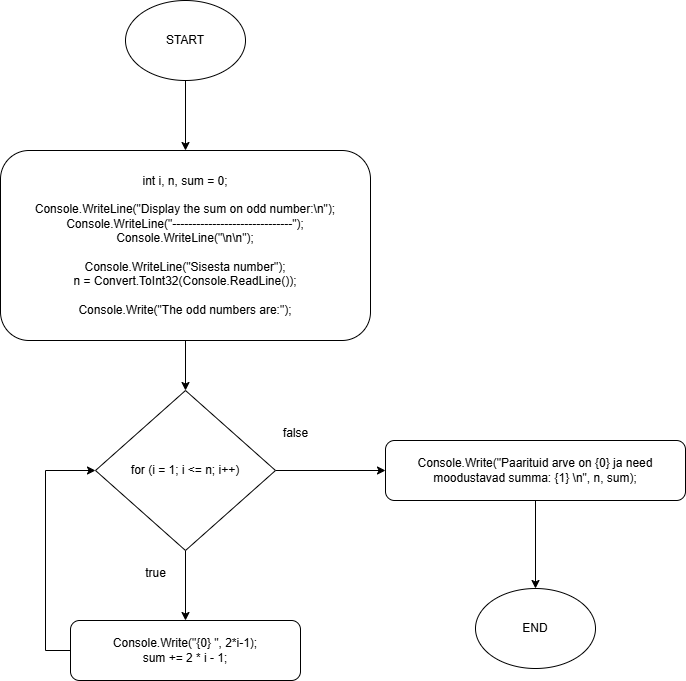 START
int i, n, sum = 0;
Console.WriteLine("Display the sum on odd number:\n");
Console.WriteLine("------------------------------");
Console.WriteLine("\n\n");
Console.WriteLine("Sisesta number");
n = Convert.ToInt32(Console.ReadLine());
Console.Write("The odd numbers are:");
for (i = 1; i <= n; i++)
false
Console.Write("Paarituid arve on {0} ja need
moodustavad summa: {1} \n", n, sum);
true
Console.Write("{0} ", 2*i-1);
sum += 2 * i - 1;
END